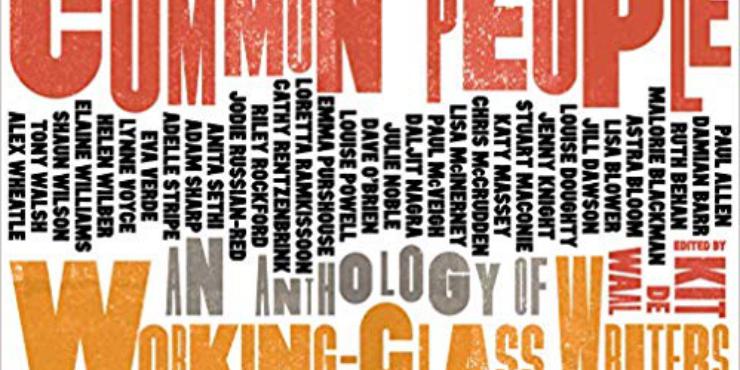 COMMON PEOPLE
PAUL ALLEN
DAMIAN BARR
RUTH BEHAN
MALORIE BLACKMAN
ASTRA BLOOM
LISA BLOWER
JILL DAWSON
LOUISE DOUGHTY
JENNY KNIGHT
STUART MACONIE
KATY MASSEY
CHRIS McCRUDDEN
LISA McINERNEY
PAUL McVEIGH
DALJIT NAGRA
JULIE NOBLE
DAVE O'BRIEN
LOUISE POWELL
EMMA PURSHOUSE
LORETTA RAMKISSOON
CATHY RENTZENBRINK
RILEY ROCKFORD
JODIE RUSSIAN-RED
ANITA SETHI
ADAM SHARP
ADELLE STRIPE
EVA VERDE
LYNNE VOYCE
HELEN WILBER
ELAINE WILLIAMS
SHAUN WILSON
TONY WALSH
ALEX WHEATLE
EDITED BY
KIT
DE
WAAL
AN ANTHOLOGY OF
WORKING-CLASS WRITERS